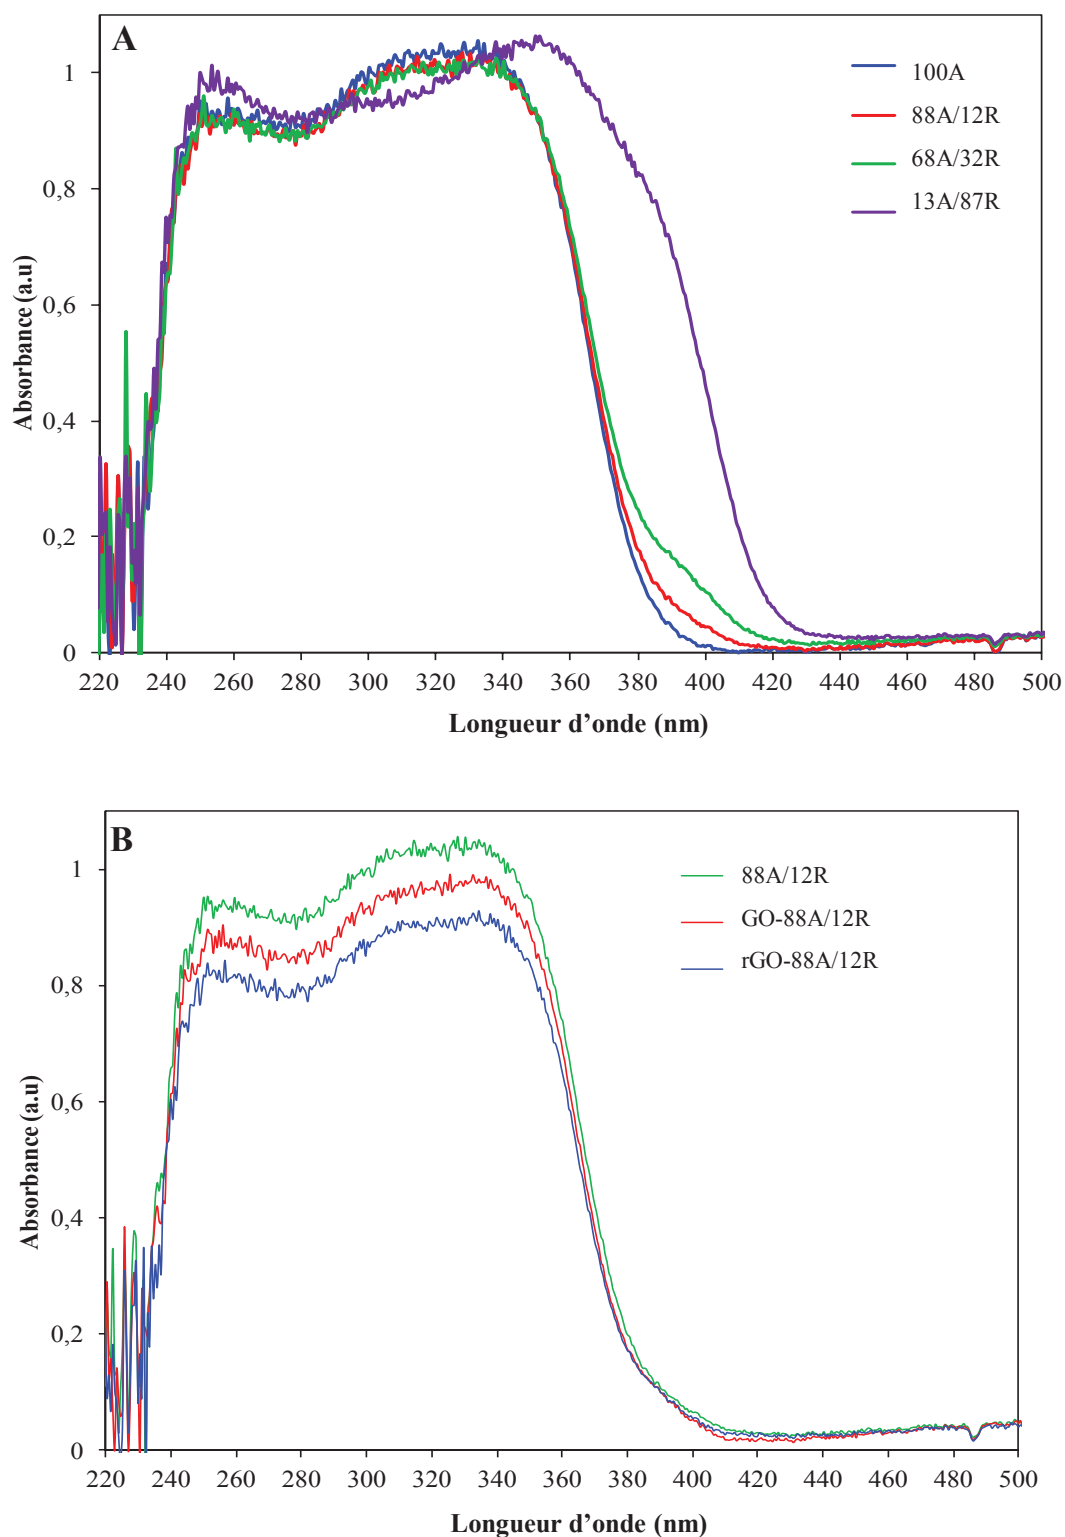 A
100A
88A/12R
68A/32R
13A/87R
Absorbance (a.u)
1
0,8
0,6
0,4
0,2
0
220 240 260 280 300 320 340 360 380 400 420 440 460 480 500
Longueur d’onde (nm)
B
88A/12R
GO-88A/12R
rGO-88A/12R
Absorbance (a.u)
1
0,8
0,6
0,4
0,2
0
220 240 260 280 300 320 340 360 380 400 420 440 460 480 500
Longueur d’onde (nm)